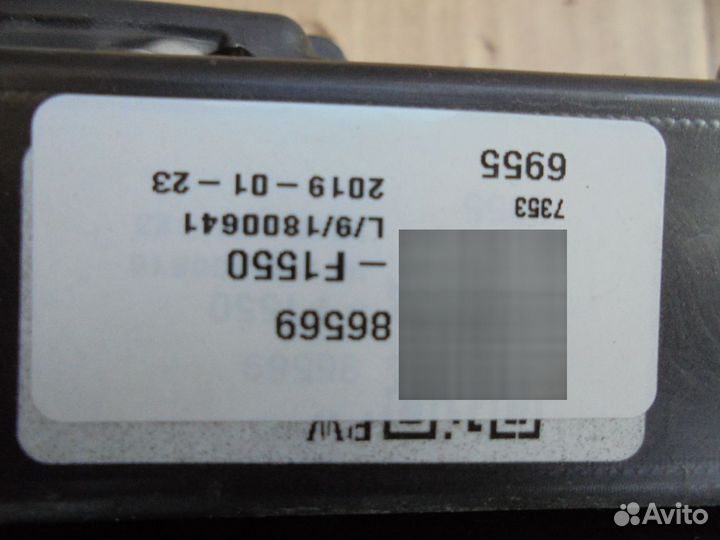 86569
– F1550
L/9/1800641
7353
2019 – 01 – 23
6955
Avito